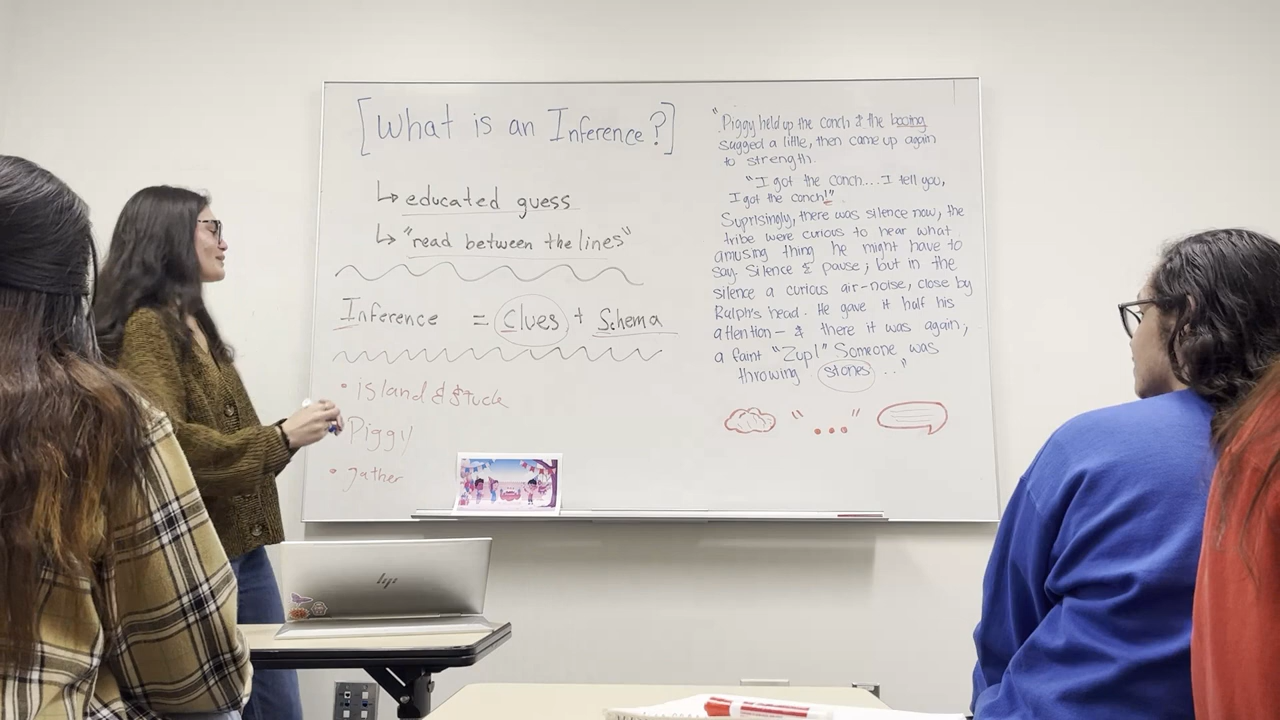 [What is an Inference?]
↳ educated guess
↳ "read between the lines"
Inference = Clues + Schema
• island & stuck
Piggy
• gather
"Piggy held up the conch & the booing
sagged a little, then came up again
to strength.
"I got the conch....I tell you,
I got the conch!"
Suprisingly, there was silence now, the
tribe were curious to hear what
amusing thing he might have to
say. Silence & pause; but in the
silence a curious air-noise, close by
Ralph's head. He gave it half his
attention - & there it was again;
a faint "Zup!" Someone was
throwing stones ..."
" ... "
hp